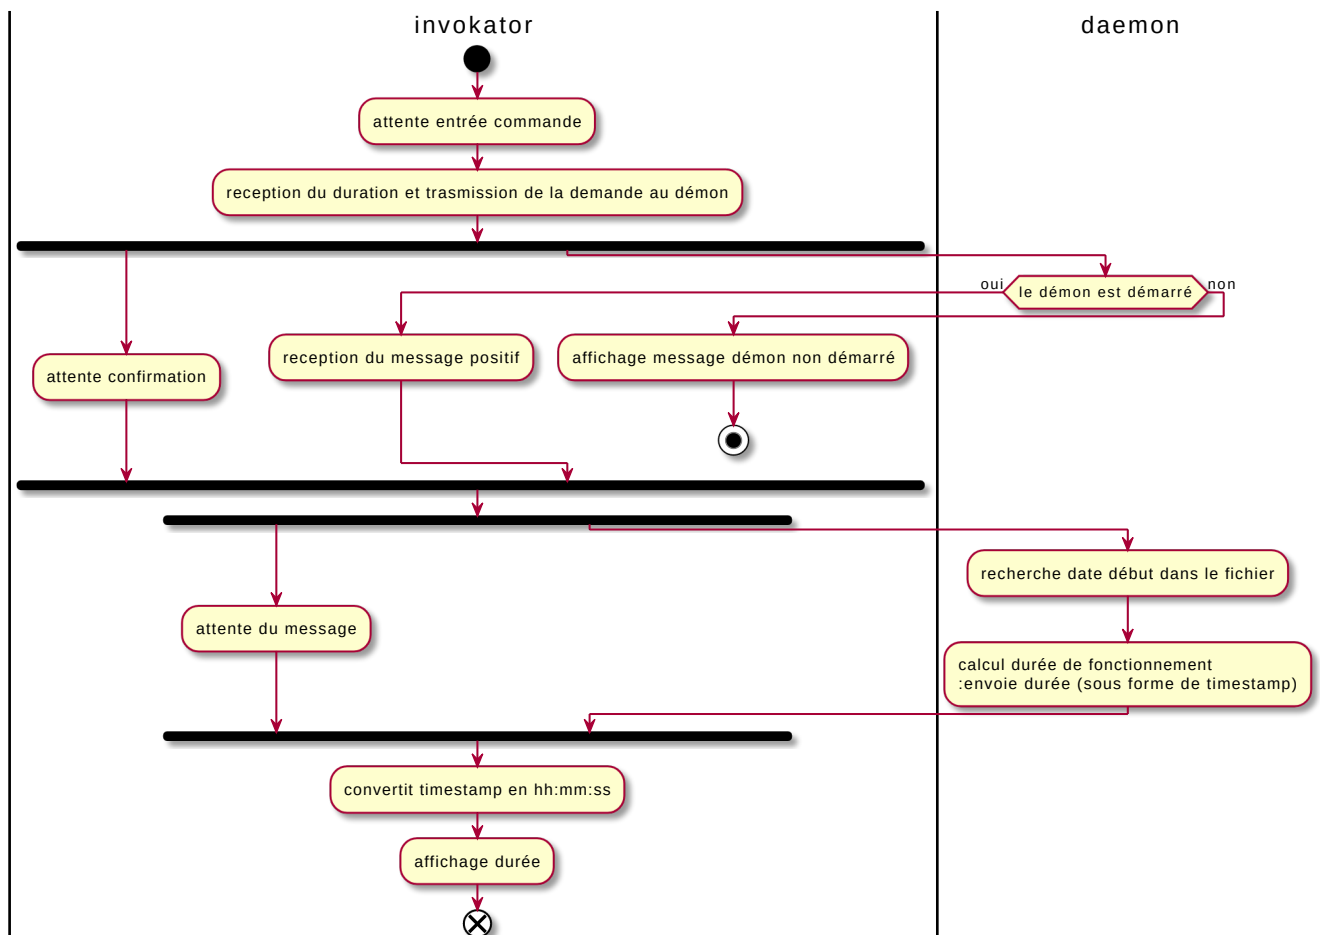 invokator
daemon
attente entrée commande
reception du duration et trasmission de la demande au démon
oui
le démon est démarré
non
reception du message positif
affichage message démon non démarré
attente confirmation
recherche date début dans le fichier
attente du message
calcul durée de fonctionnement
:envoie durée (sous forme de timestamp)
convertit timestamp en hh:mm:ss
affichage durée